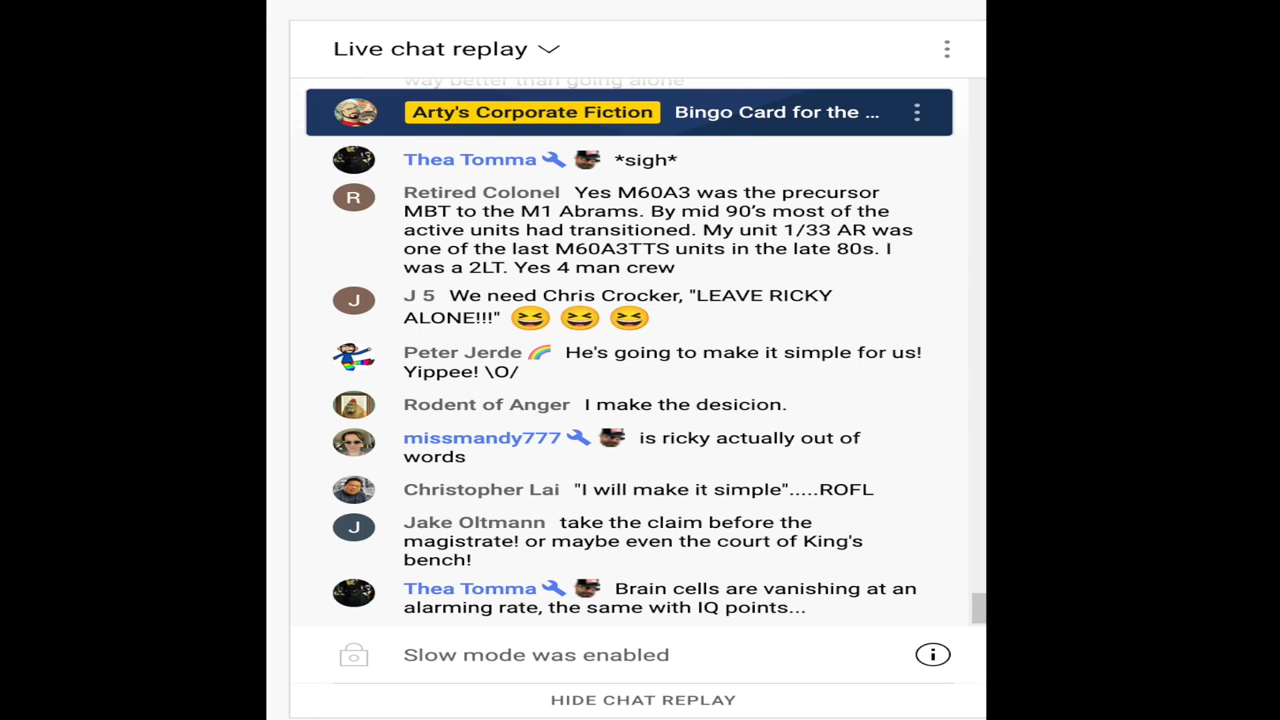 Live chat replay
way better than going alone
Arty's Corporate Fiction Bingo Card for the ...
Thea Tomma *sigh*
R Retired Colonel Yes M60A3 was the precursor
MBT to the M1 Abrams. By mid 90's most of the
active units had transitioned. My unit 1/33 AR was
one of the last M60A3TTS units in the late 80s. I
was a 2LT. Yes 4 man crew
J J 5 We need Chris Crocker, "LEAVE RICKY
ALONE!!!" 😆 😆 😆
Peter Jerde 🌈 He's going to make it simple for us!
Yippee! \O/
Rodent of Anger I make the desicion.
missmandy777 is ricky actually out of
words
Christopher Lai "I will make it simple".....ROFL
J Jake Oltmann take the claim before the
magistrate! or maybe even the court of King's
bench!
Thea Tomma Brain cells are vanishing at an
alarming rate, the same with IQ points...
Slow mode was enabled
HIDE CHAT REPLAY